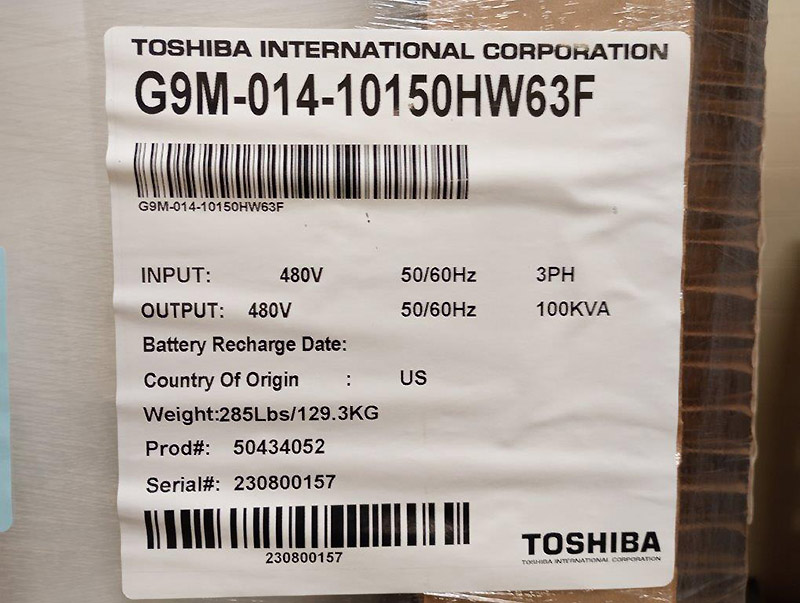 TOSHIBA INTERNATIONAL CORPORATION
G9M-014-10150HW63F
G9M-014-10150HW63F
INPUT: 480V 50/60Hz 3PH
OUTPUT: 480V 50/60Hz 100KVA
Battery Recharge Date:
Country Of Origin : US
Weight:285Lbs/129.3KG
Prod#: 50434052
Serial#: 230800157
230800157
TOSHIBA
TOSHIBA INTERNATIONAL CORPORATION